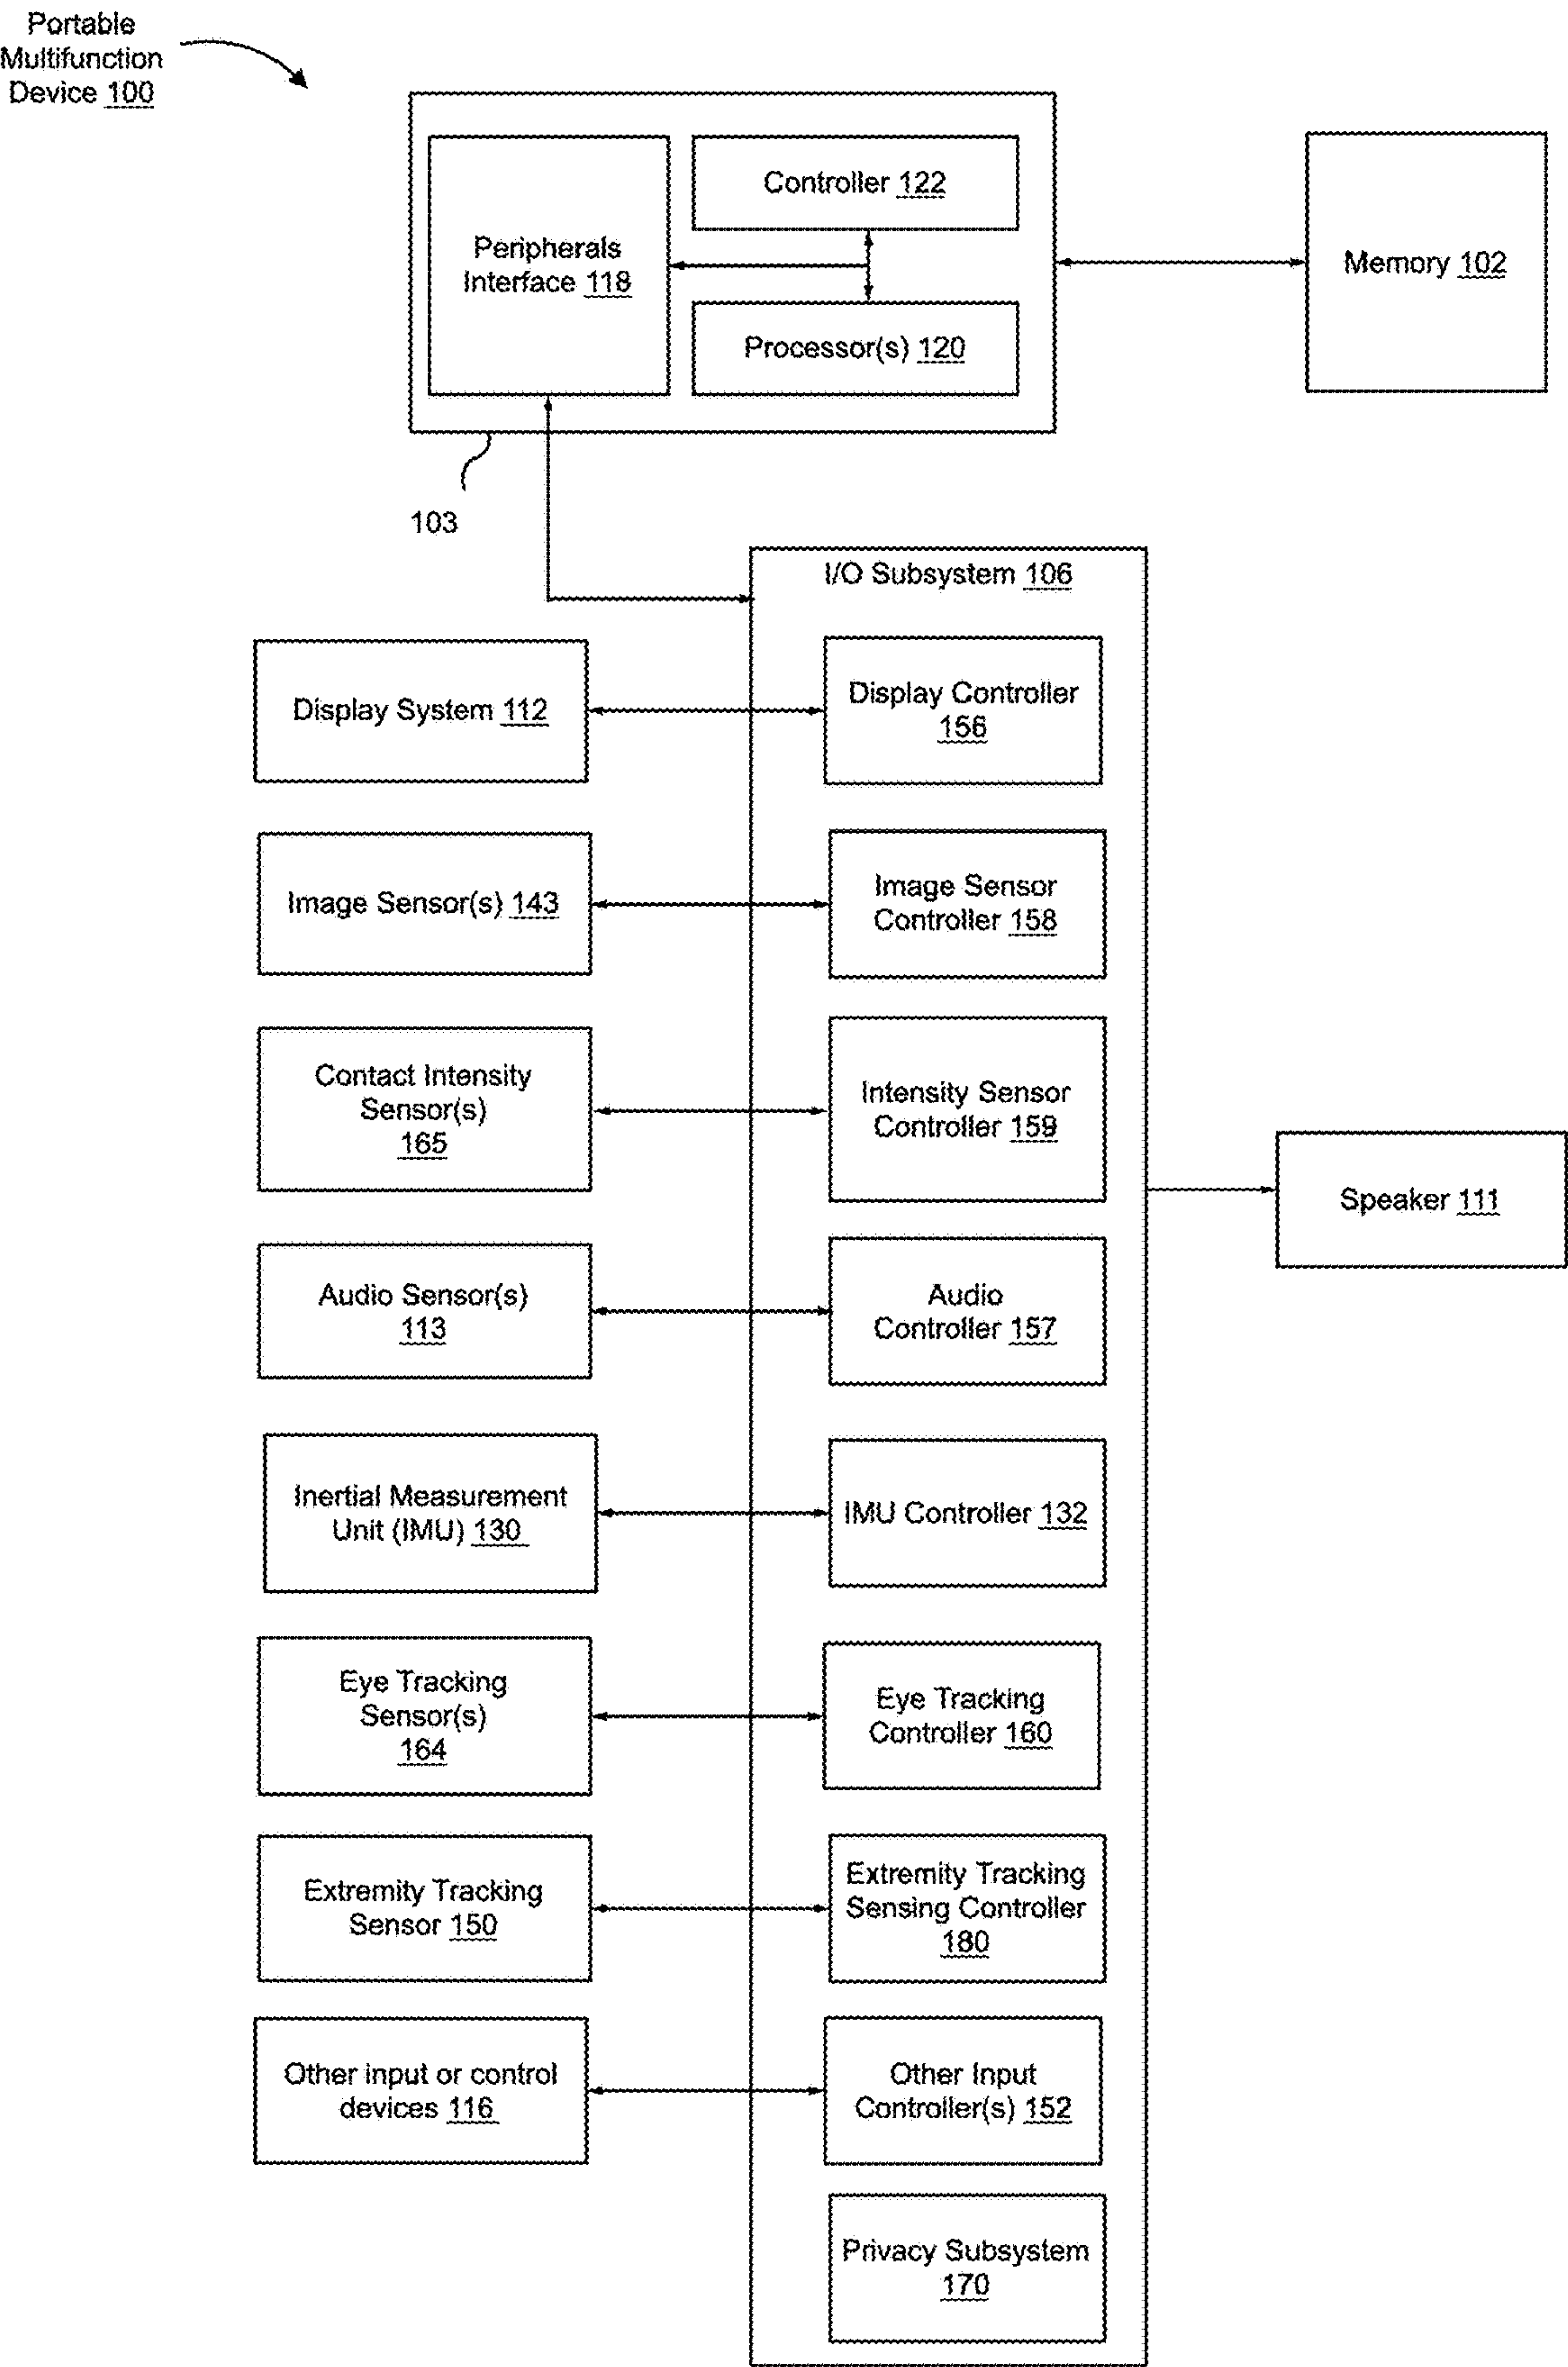 Portable
Multifunction
Device 100
Controller 122
Peripherals
Interface 118
Processor(s) 120
Memory 102
103
I/O Subsystem 106
Display System 112
Display Controller
156
Image Sensor(s) 143
Image Sensor
Controller 158
Contact Intensity
Sensor(s)
165
Intensity Sensor
Controller 159
Speaker 111
Audio Sensor(s)
113
Audio
Controller 157
Inertial Measurement
Unit (IMU) 130
IMU Controller 132
Eye Tracking
Sensor(s)
164
Eye Tracking
Controller 160
Extremity Tracking
Sensor 150
Extremity Tracking
Sensing Controller
180
Other input or control
devices 116
Other Input
Controller(s) 152
Privacy Subsystem
170